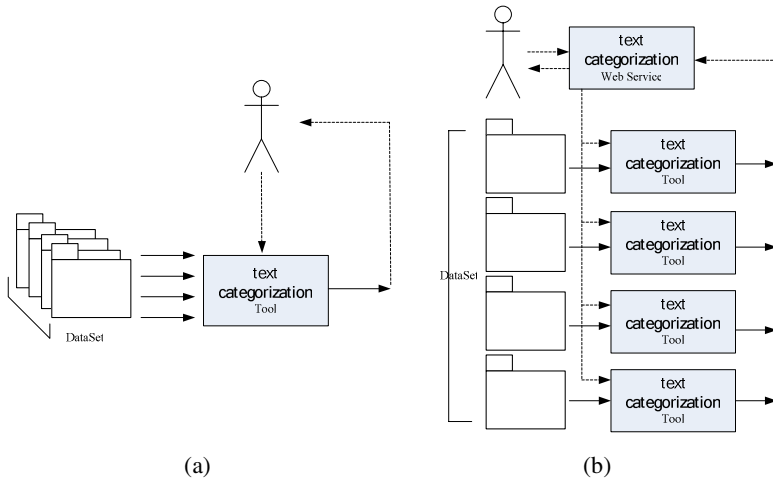 text
categorization
Tool
DataSet
(a)
text
categorization
Web Service
text
categorization
Tool
text
categorization
Tool
DataSet
text
categorization
Tool
text
categorization
Tool
(b)